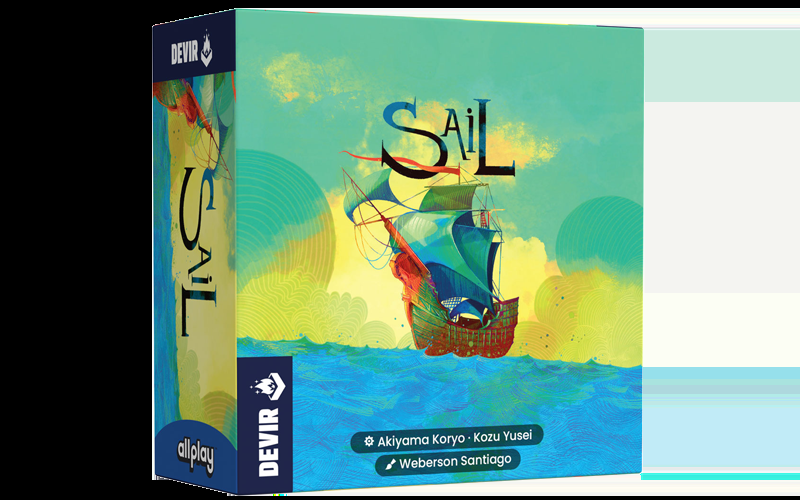 DEVIR
SAiL
allplay
SAiL
DEVIR
Akiyama Koryo · Kozu Yusei
Weberson Santiago